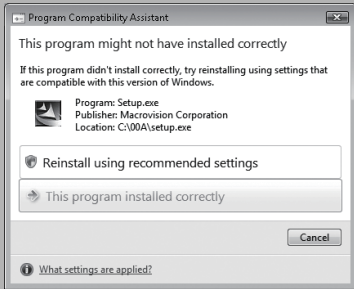 Program Compatibility Assistant
This program might not have installed correctly
If this program didn't install correctly, try reinstalling using settings that
are compatible with this version of Windows.
Program: Setup.exe
Publisher: Macrovision Corporation
Location: C:\00A\setup.exe
Reinstall using recommended settings
This program installed correctly
Cancel
What settings are applied?